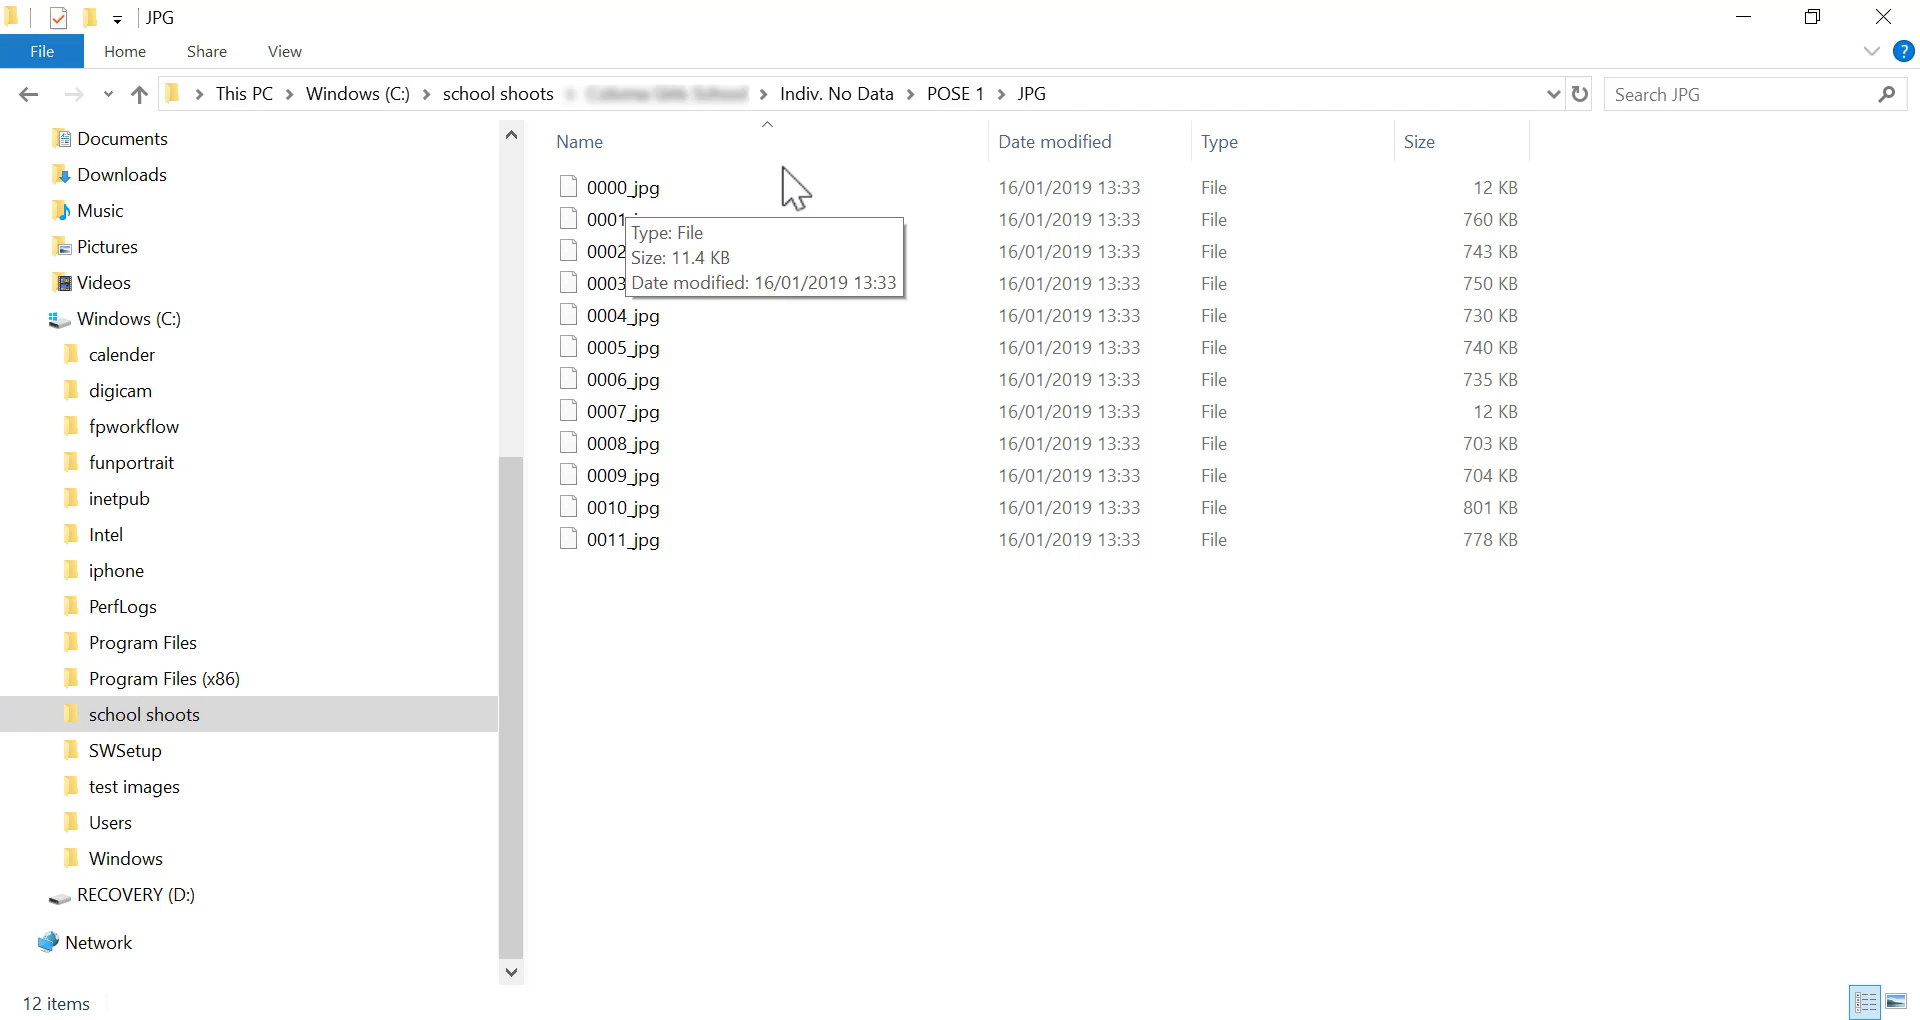 JPG
File Home Share View
This PC Windows (C:) school shoots Indiv. No Data POSE 1 JPG
Search JPG
Documents
Downloads
Music
Pictures
Videos
Windows (C:)
calender
digicam
fpworkflow
funportrait
inetpub
Intel
iphone
PerfLogs
Program Files
Program Files (x86)
school shoots
SWSetup
test images
Users
Windows
RECOVERY (D:)
Network
Name Date modified Type Size
0000_jpg 16/01/2019 13:33 File 12 KB
0001 16/01/2019 13:33 File 760 KB
0002 16/01/2019 13:33 File 743 KB
0003 16/01/2019 13:33 File 750 KB
0004_jpg 16/01/2019 13:33 File 730 KB
0005_jpg 16/01/2019 13:33 File 740 KB
0006_jpg 16/01/2019 13:33 File 735 KB
0007_jpg 16/01/2019 13:33 File 12 KB
0008_jpg 16/01/2019 13:33 File 703 KB
0009_jpg 16/01/2019 13:33 File 704 KB
0010_jpg 16/01/2019 13:33 File 801 KB
0011_jpg 16/01/2019 13:33 File 778 KB
Type: File
Size: 11.4 KB
Date modified: 16/01/2019 13:33
12 items